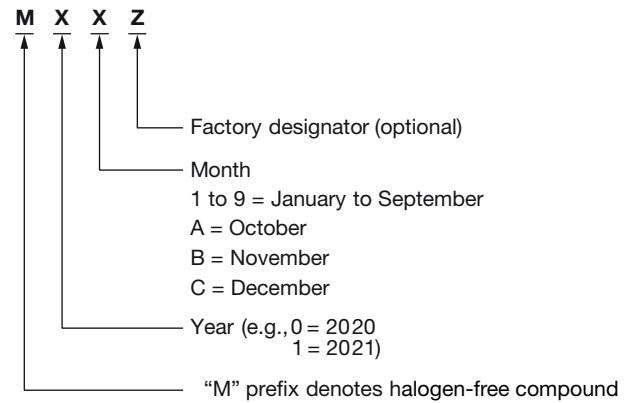 M X X Z
Factory designator (optional)
Month
1 to 9 = January to September
A = October
B = November
C = December
Year (e.g., 0 = 2020
1 = 2021)
“M” prefix denotes halogen-free compound